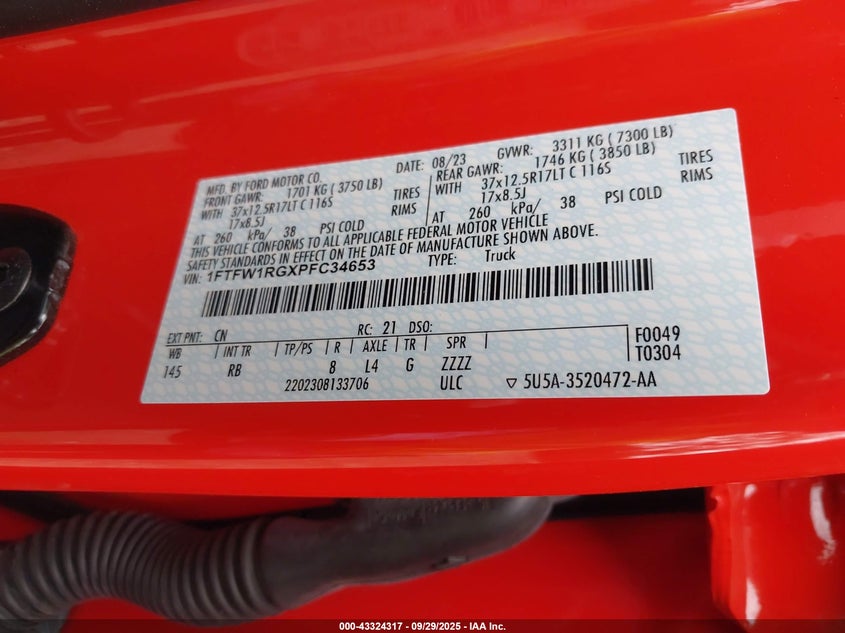 MFD. BY FORD MOTOR CO. DATE: 08/23 GVWR: 3311 KG ( 7300 LB)
FRONT GAWR: 1701 KG ( 3750 LB) REAR GAWR: 1746 KG ( 3850 LB)
WITH 37x12.5R17LT C 116S TIRES WITH 37x12.5R17LT C 116S TIRES
17x8.5J RIMS 17x8.5J RIMS
AT 260 kPa/ 38 PSI COLD AT 260 kPa/ 38 PSI COLD
THIS VEHICLE CONFORMS TO ALL APPLICABLE FEDERAL MOTOR VEHICLE
SAFETY STANDARDS IN EFFECT ON THE DATE OF MANUFACTURE SHOWN ABOVE.
VIN: 1FTFW1RGXPFC34653 TYPE: Truck
EXT PNT: CN RC: 21 DSO: F0049
WB INT TR TP/PS R AXLE TR SPR T0304
145 RB 8 L4 G ZZZZ
2202308133706 ULC ▽ 5U5A-3520472-AA
000-43324317 - 09/29/2025 - IAA Inc.